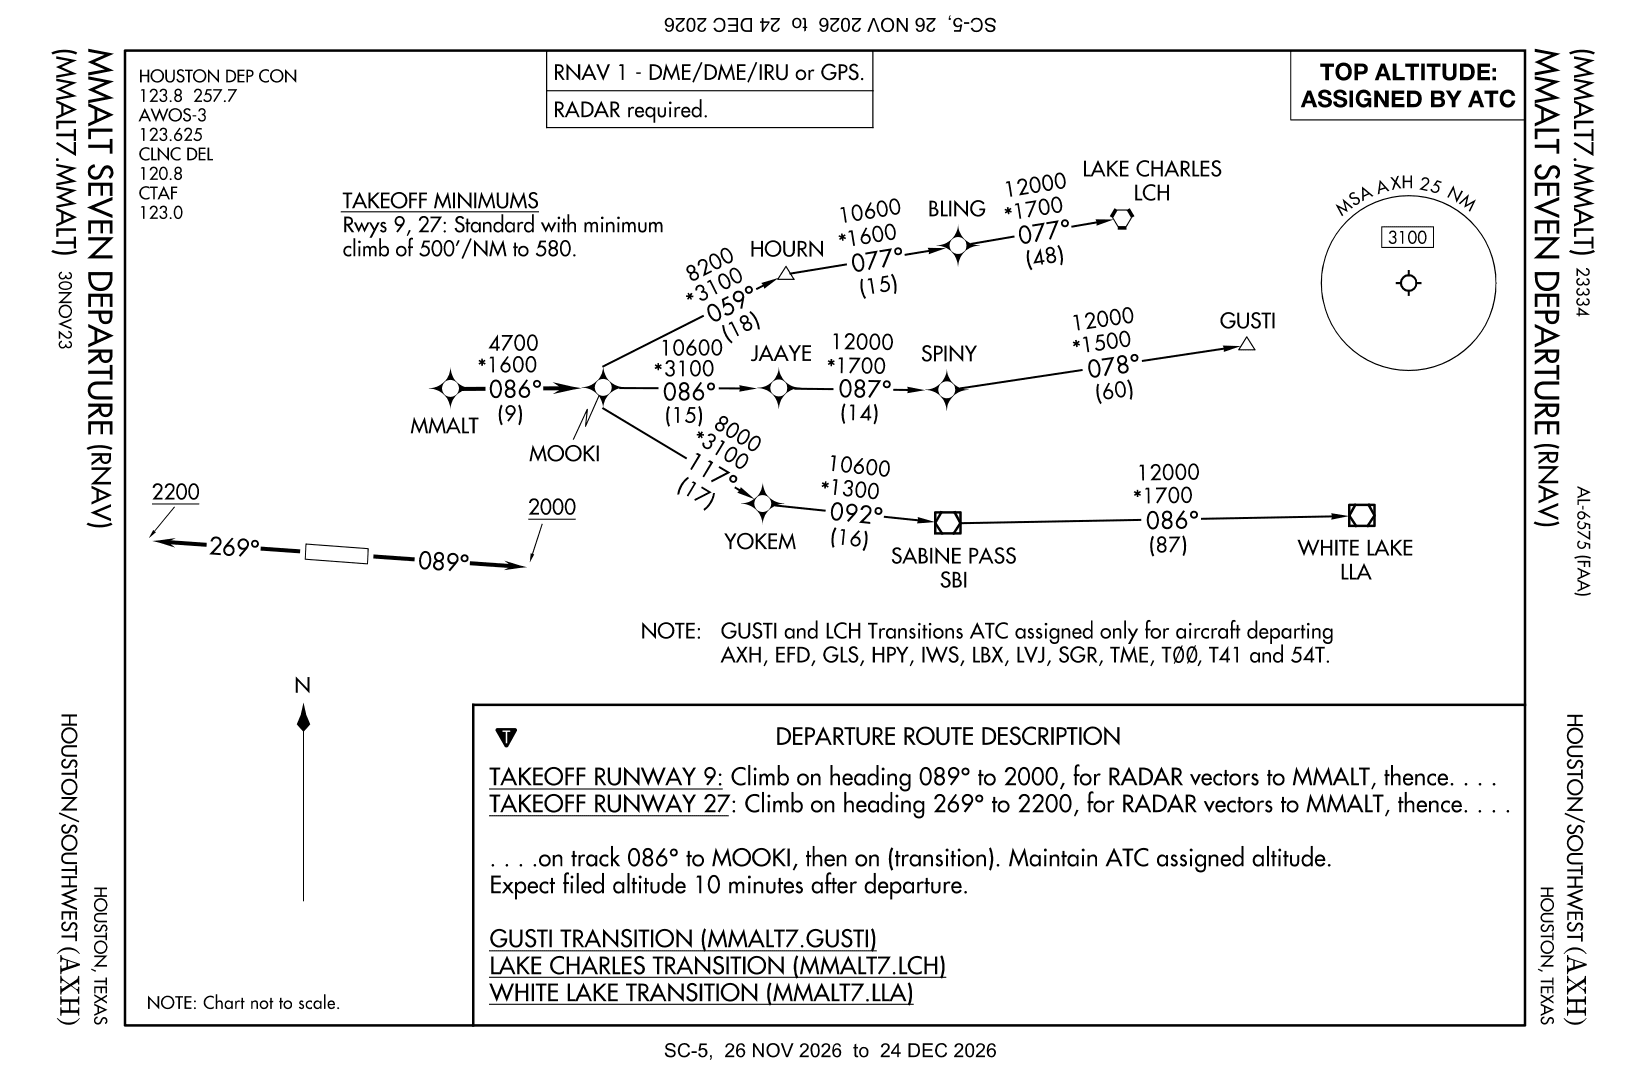 SC-5, 26 NOV 2026 to 24 DEC 2026
MMALT SEVEN DEPARTURE (RNAV)
(MMALT7.MMALT) 30NOV23
HOUSTON/SOUTHWEST (AXH)
HOUSTON, TEXAS
HOUSTON DEP CON
123.8 257.7
AWOS-3
123.625
CLNC DEL
120.8
CTAF
123.0
RNAV 1 - DME/DME/IRU or GPS.
RADAR required.
TOP ALTITUDE:
ASSIGNED BY ATC
TAKEOFF MINIMUMS
Rwys 9, 27: Standard with minimum
climb of 500'/NM to 580.
MSA AXH 25 NM
3100
MMALT
4700
*1600
086°
(9)
MOOKI
8200
*3100
059°
(18)
HOURN
10600
*1600
077°
(15)
BLING
12000
*1700
077°
(48)
LAKE CHARLES
LCH
10600
*3100
086°
(15)
JAAYE
12000
*1700
087°
(14)
SPINY
12000
*1500
078°
(60)
GUSTI
8000
*3100
117°
(17)
YOKEM
10600
*1300
092°
(16)
SABINE PASS
SBI
12000
*1700
086°
(87)
WHITE LAKE
LLA
2200
269°
089°
2000
NOTE: GUSTI and LCH Transitions ATC assigned only for aircraft departing
AXH, EFD, GLS, HPY, IWS, LBX, LVJ, SGR, TME, TØØ, T41 and 54T.
N
NOTE: Chart not to scale.
T
DEPARTURE ROUTE DESCRIPTION
TAKEOFF RUNWAY 9: Climb on heading 089° to 2000, for RADAR vectors to MMALT, thence. . . .
TAKEOFF RUNWAY 27: Climb on heading 269° to 2200, for RADAR vectors to MMALT, thence. . . .
. . . .on track 086° to MOOKI, then on (transition). Maintain ATC assigned altitude.
Expect filed altitude 10 minutes after departure.
GUSTI TRANSITION (MMALT7.GUSTI)
LAKE CHARLES TRANSITION (MMALT7.LCH)
WHITE LAKE TRANSITION (MMALT7.LLA)
MMALT SEVEN DEPARTURE (RNAV)
(MMALT7.MMALT) 23334
AL-6575 (FAA)
HOUSTON/SOUTHWEST (AXH)
HOUSTON, TEXAS
SC-5, 26 NOV 2026 to 24 DEC 2026